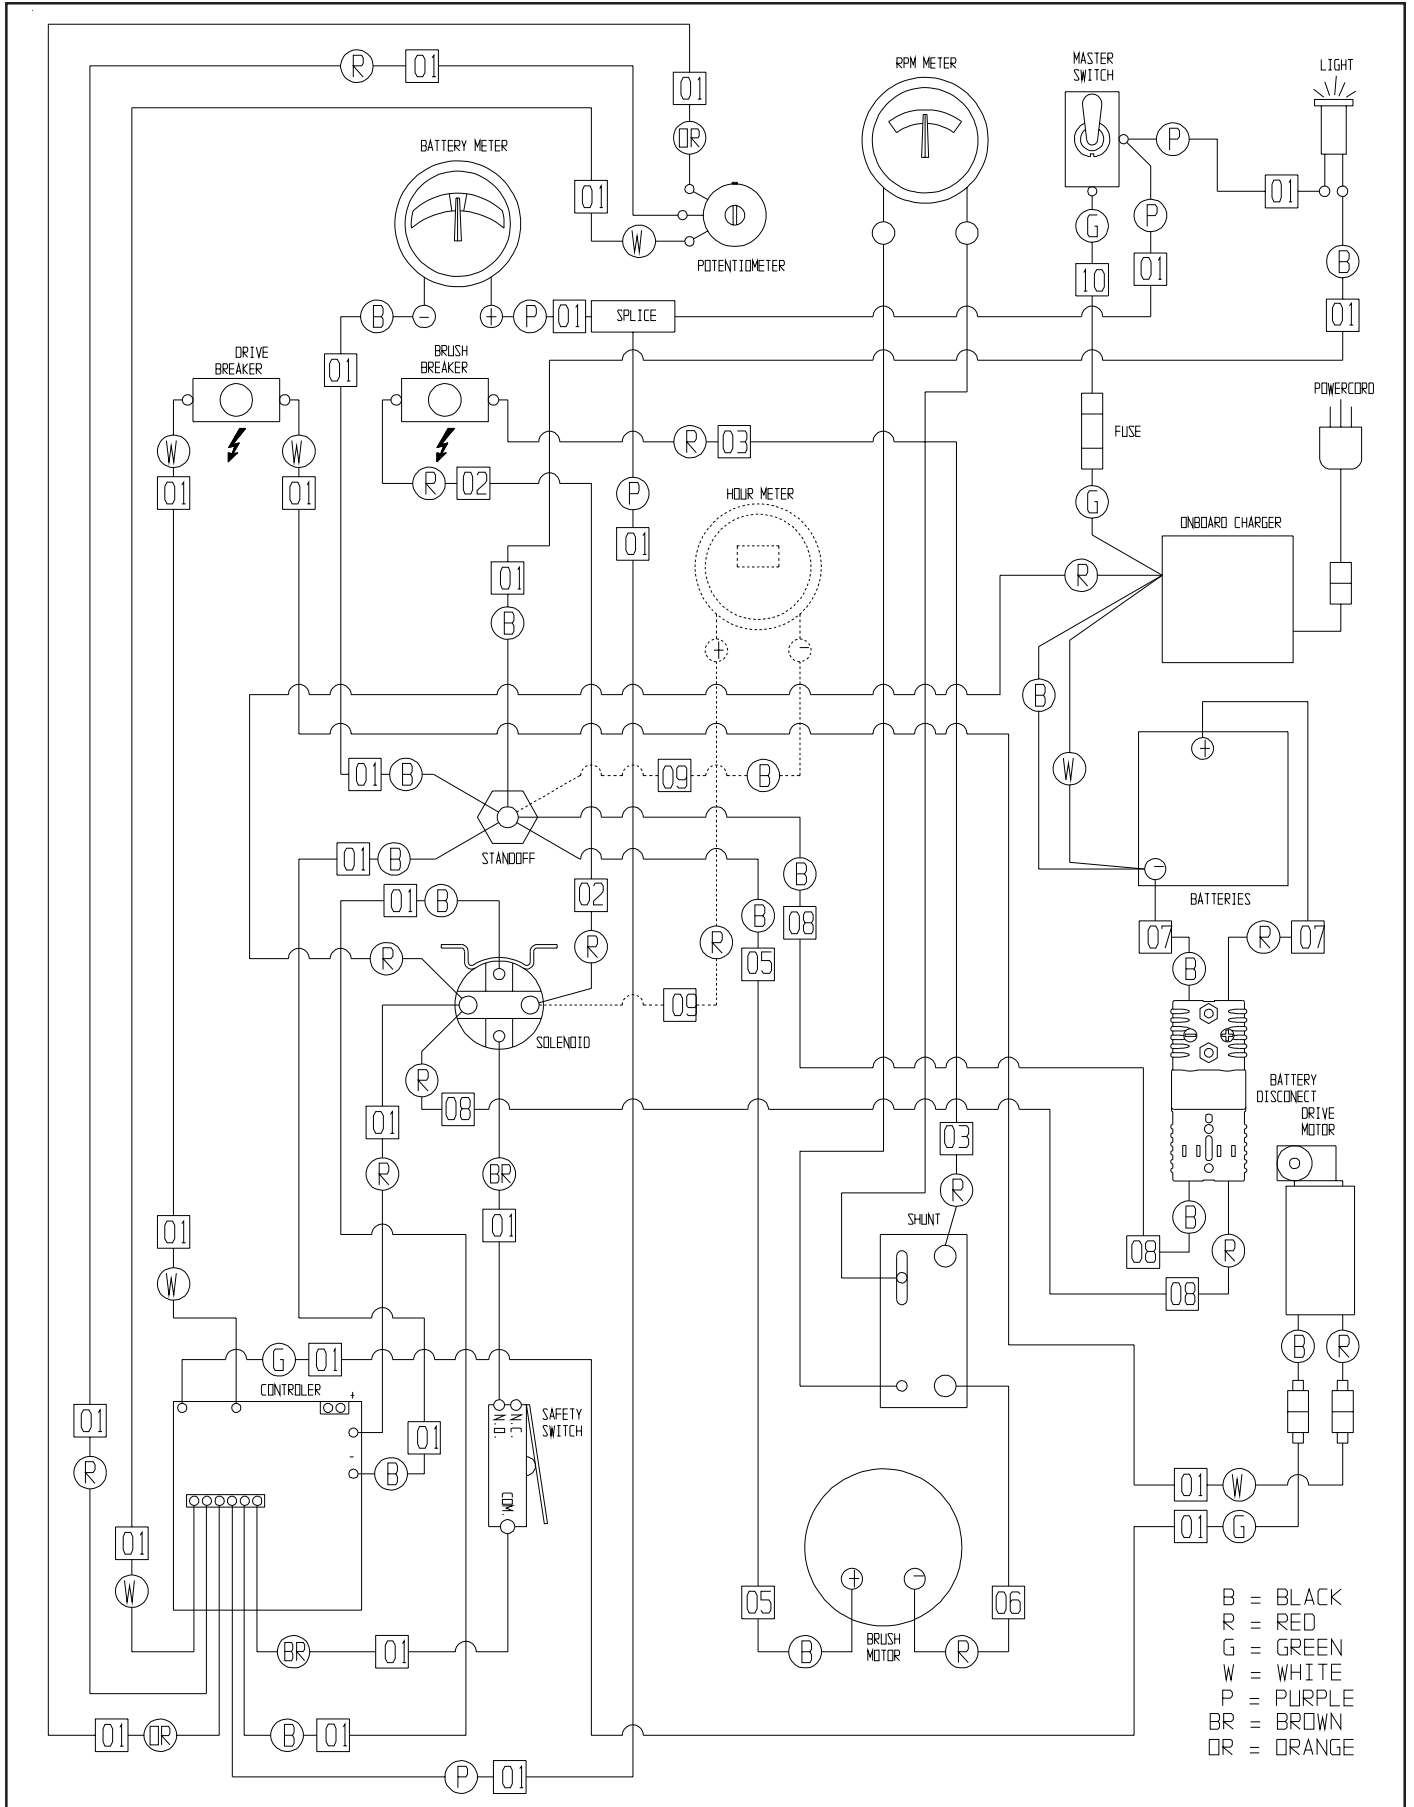 R
01
01
RPM METER
MASTER
SWITCH
LIGHT
OR
P
BATTERY METER
01
01
P
W
G
POTENTIOMETER
B
10
01
B
-
+
P
01
SPLICE
01
DRIVE
BREAKER
01
BRUSH
BREAKER
POWERCORD
W
W
R
03
FUSE
01
01
R
02
P
HOUR METER
G
ONBOARD CHARGER
01
01
R
B
+
-
B
+
W
01
B
09
B
STANDOFF
01
B
-
B
02
BATTERIES
01
B
B
08
R
R
R
05
07
B
R
07
09
SOLENOID
R
08
BATTERY
DISCONECT
DRIVE
MOTOR
01
03
R
BR
R
01
01
SHUNT
B
W
08
R
08
G
01
B
R
CONTROLER
+
01
N.O.
N.C.
SAFETY
SWITCH
01
-
R
B
01
W
COM.
01
01
G
W
+
-
05
06
B = BLACK
BR
01
B
BRUSH
MOTOR
R
R = RED
G = GREEN
W = WHITE
P = PURPLE
01
OR
B
01
BR = BROWN
P
01
OR = ORANGE